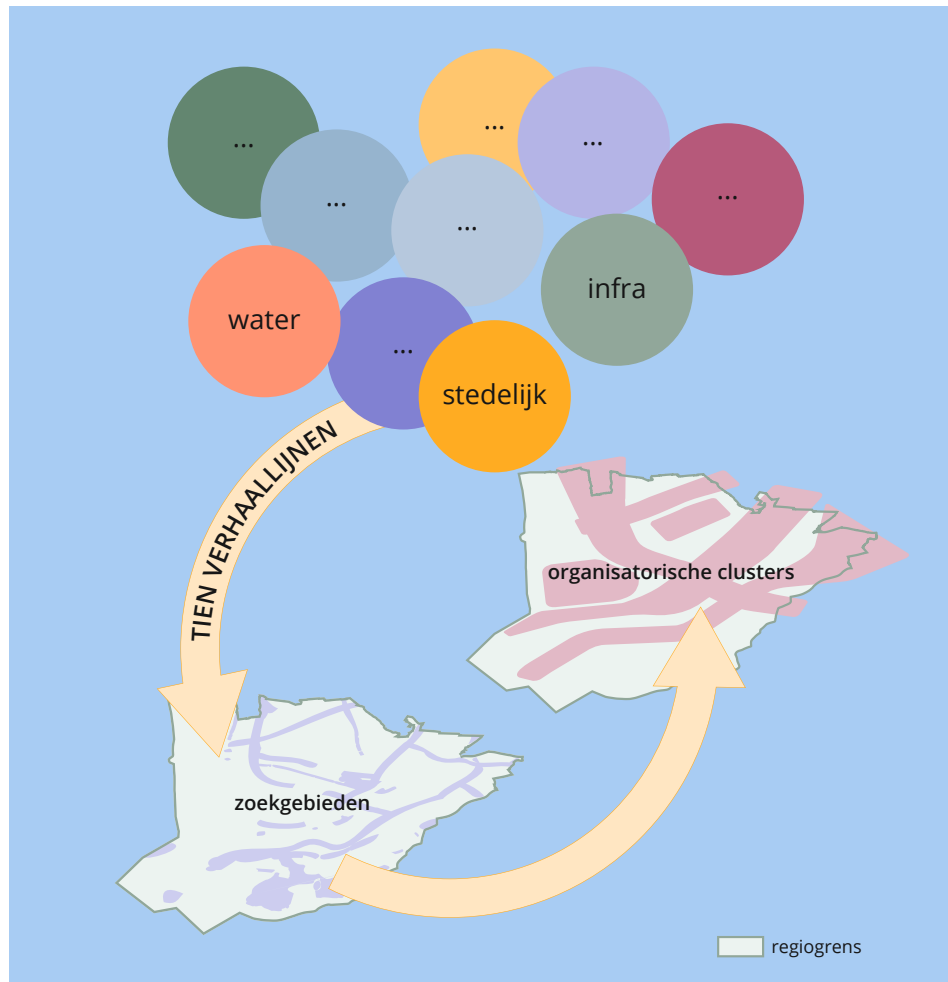 ...
...
...
...
...
...
infra
water
...
stedelijk
TIEN VERHAALLIJNEN
organisatorische clusters
zoekgebieden
regiogrens